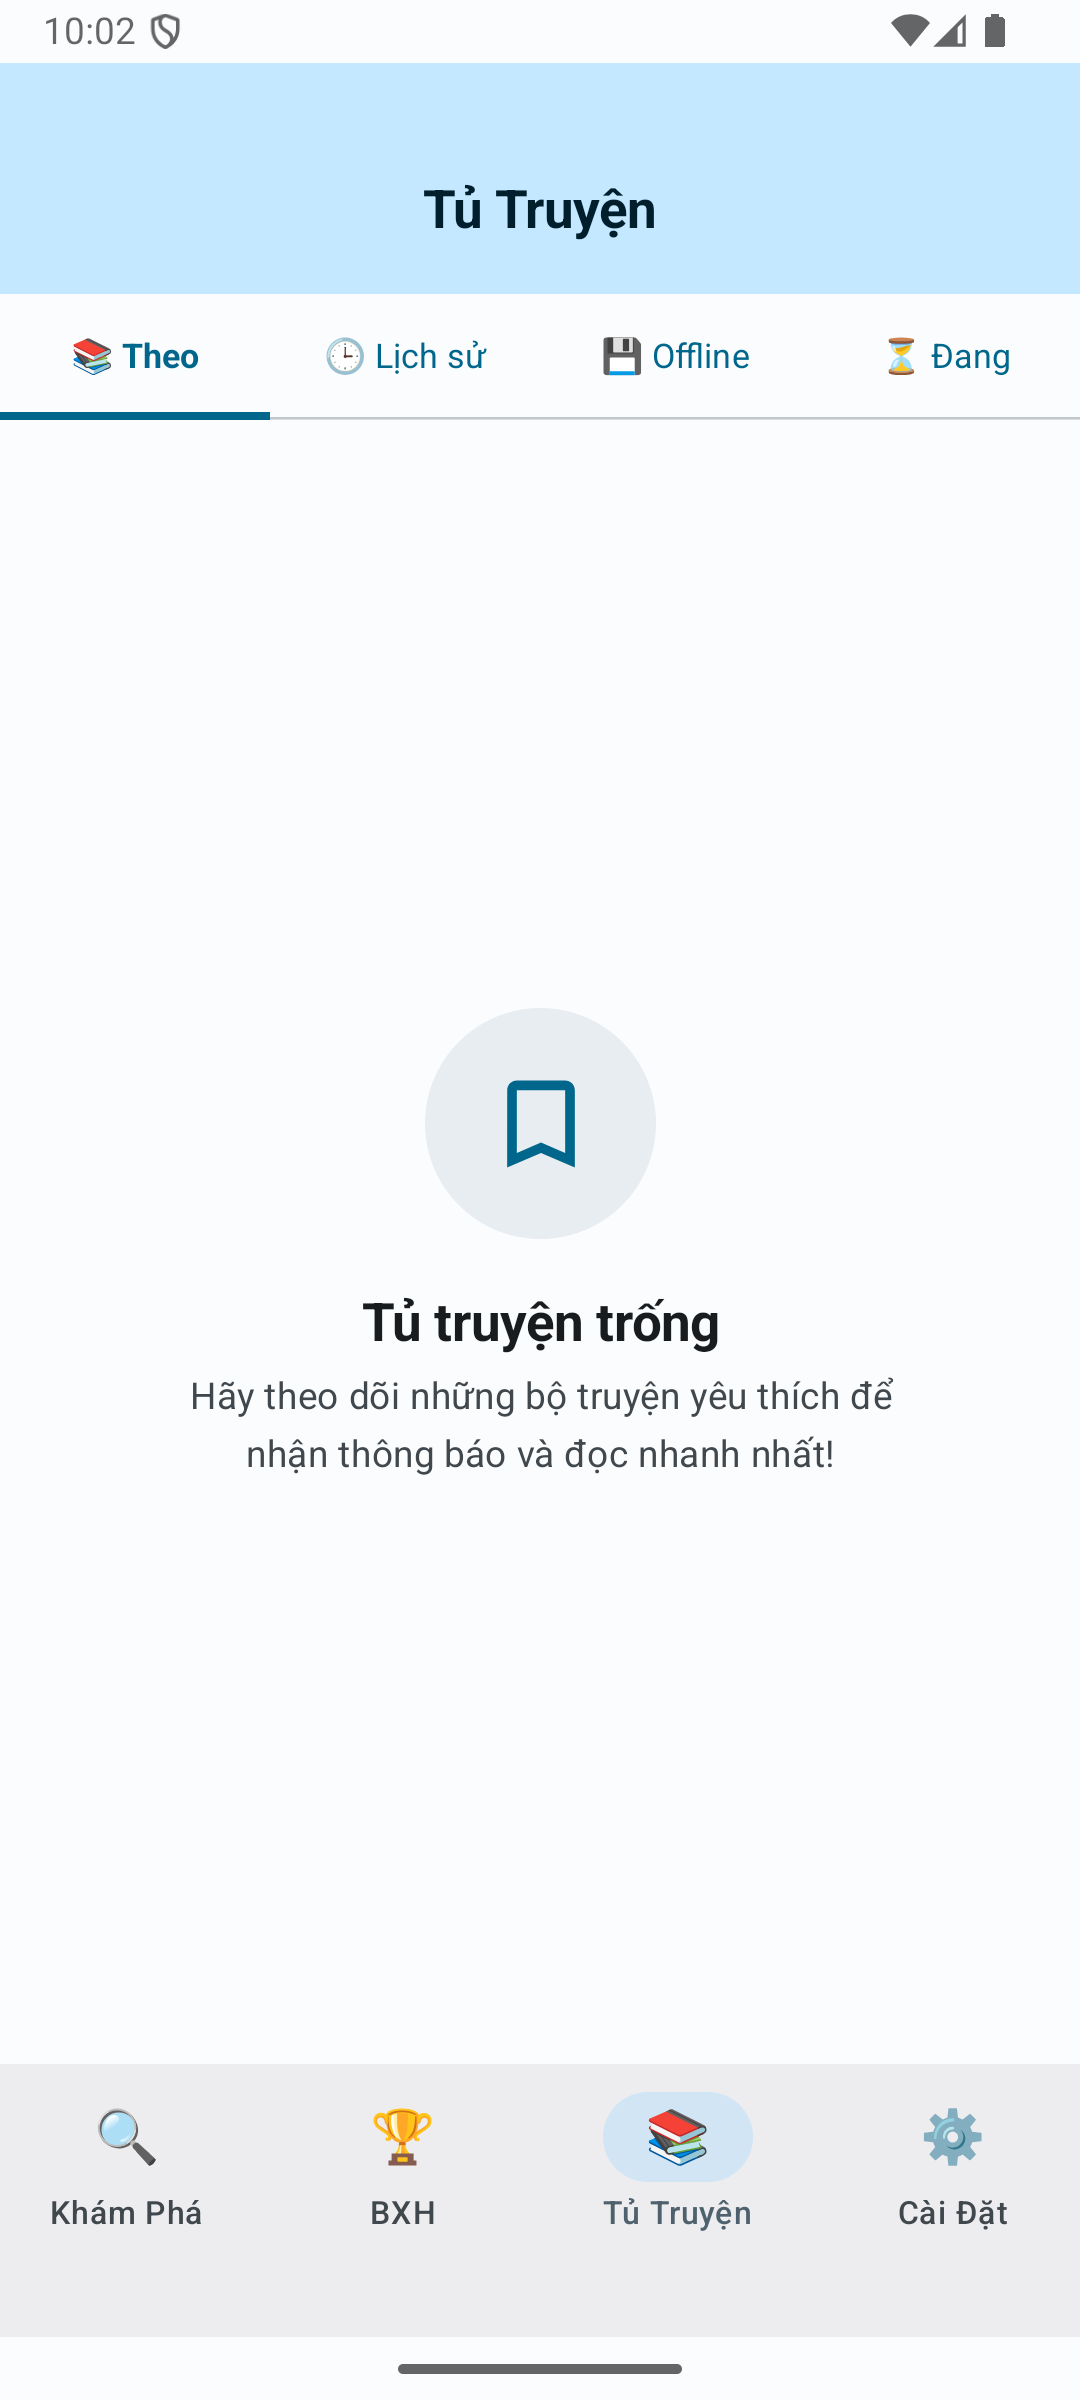 10:02
Tủ Truyện
Theo
Lịch sử
Offline
Đang
Tủ truyện trống
Hãy theo dõi những bộ truyện yêu thích để
nhận thông báo và đọc nhanh nhất!
Khám Phá
BXH
Tủ Truyện
Cài Đặt